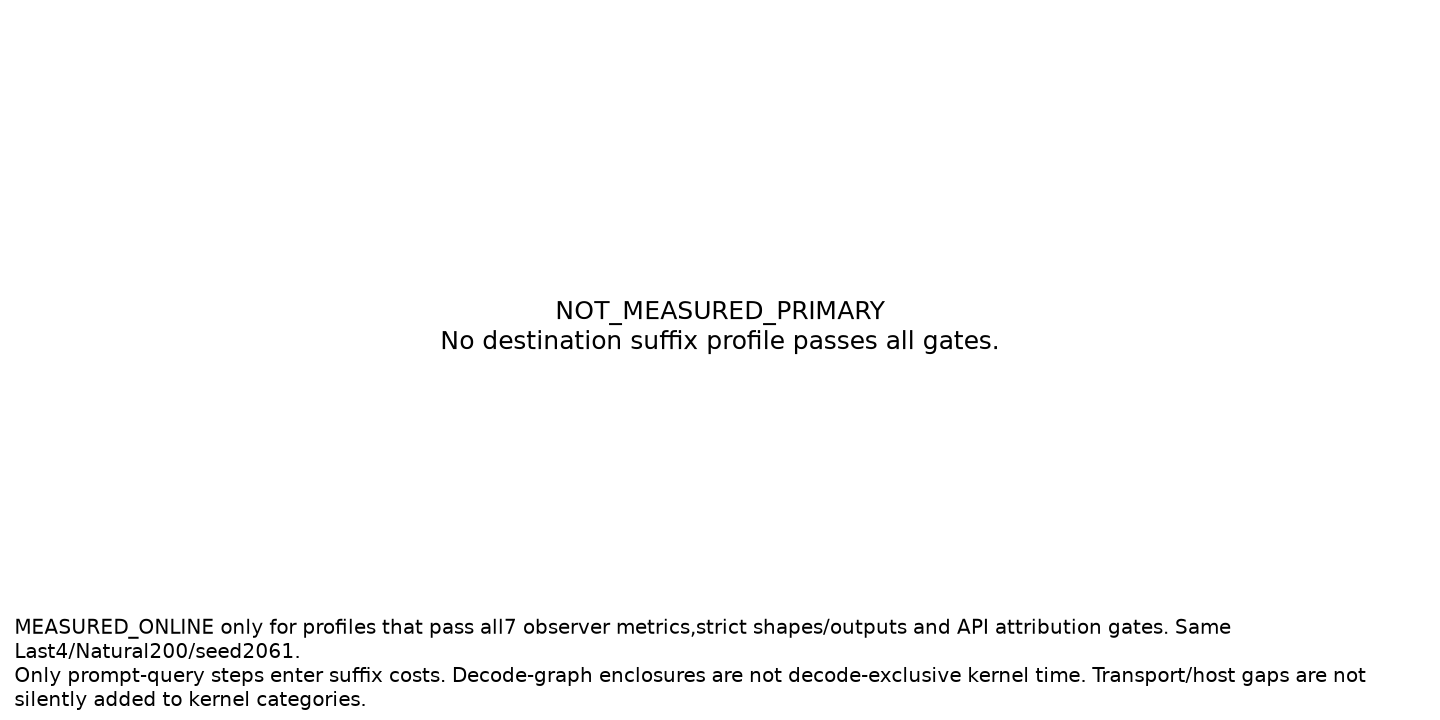 NOT_MEASURED_PRIMARY
No destination suffix profile passes all gates.
MEASURED_ONLINE only for profiles that pass all7 observer metrics,strict shapes/outputs and API attribution gates. Same
Last4/Natural200/seed2061.
Only prompt-query steps enter suffix costs. Decode-graph enclosures are not decode-exclusive kernel time. Transport/host gaps are not
silently added to kernel categories.